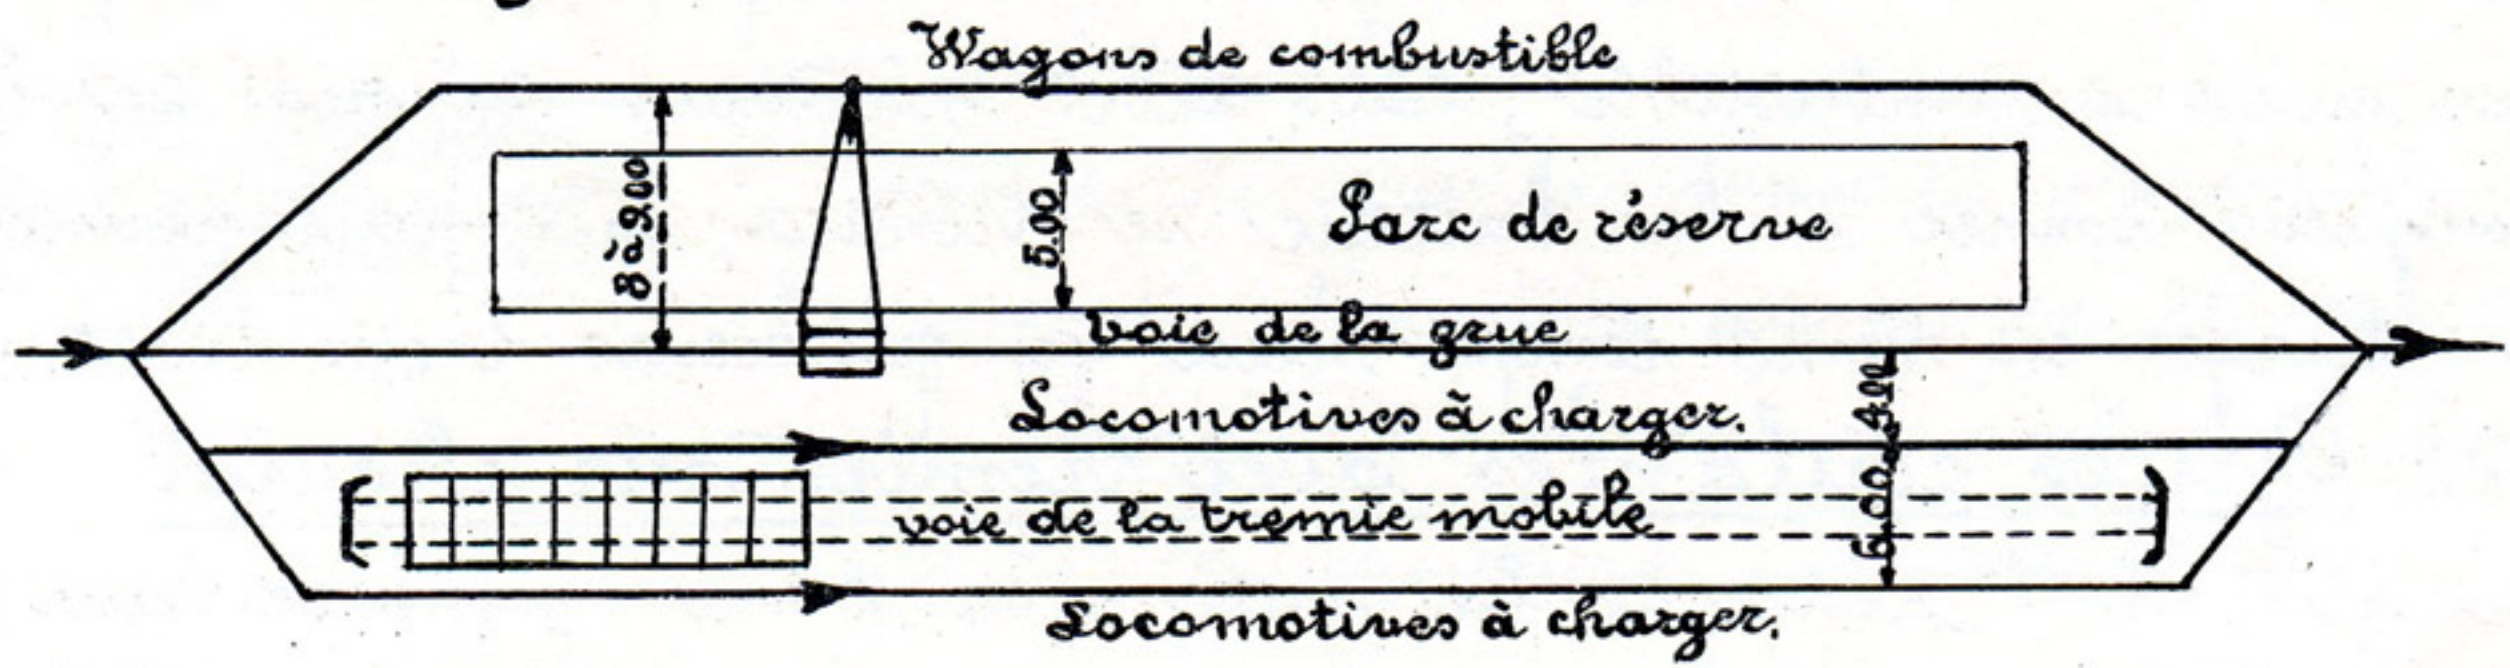 Wagons de combustible
8 à 9.00
5.00
Parc de réserve
voie de la grue
4.00
Locomotives à charger.
6.00
voie de la trémie mobile
Locomotives à charger.